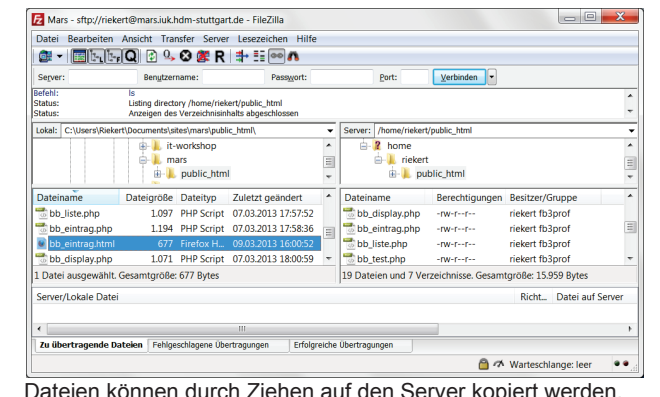 Mars - sftp://riekert@mars.iuk.hdm-stuttgart.de - FileZilla
Datei Bearbeiten Ansicht Transfer Server Lesezeichen Hilfe
Server: Benutzername: Passwort: Port: Verbinden
Befehl: ls
Status: Listing directory /home/riekert/public_html
Status: Anzeigen des Verzeichnisinhalts abgeschlossen
Lokal: C:\Users\Riekert\Documents\sites\mars\public_html\
it-workshop
mars
public_html
Server: /home/riekert/public_html
home
riekert
public_html
Dateiname Dateigröße Dateityp Zuletzt geändert
bb_liste.php 1.097 PHP Script 07.03.2013 17:57:52
bb_eintrag.php 1.194 PHP Script 07.03.2013 17:58:36
bb_eintrag.html 677 Firefox H... 09.03.2013 16:00:52
bb_display.php 1.071 PHP Script 07.03.2013 18:00:59
1 Datei ausgewählt. Gesamtgröße: 677 Bytes
Dateiname Berechtigungen Besitzer/Gruppe
bb_display.php -rw-r--r-- riekert fb3prof
bb_eintrag.php -rw-r--r-- riekert fb3prof
bb_liste.php -rw-r--r-- riekert fb3prof
bb_test.php -rw-r--r-- riekert fb3prof
19 Dateien und 7 Verzeichnisse. Gesamtgröße: 15.959 Bytes
Server/Lokale Datei Richt... Datei auf Server
Zu übertragende Dateien Fehlgeschlagene Übertragungen Erfolgreiche Übertragungen
Warteschlange: leer
Dateien können durch Ziehen auf den Server kopiert werden.